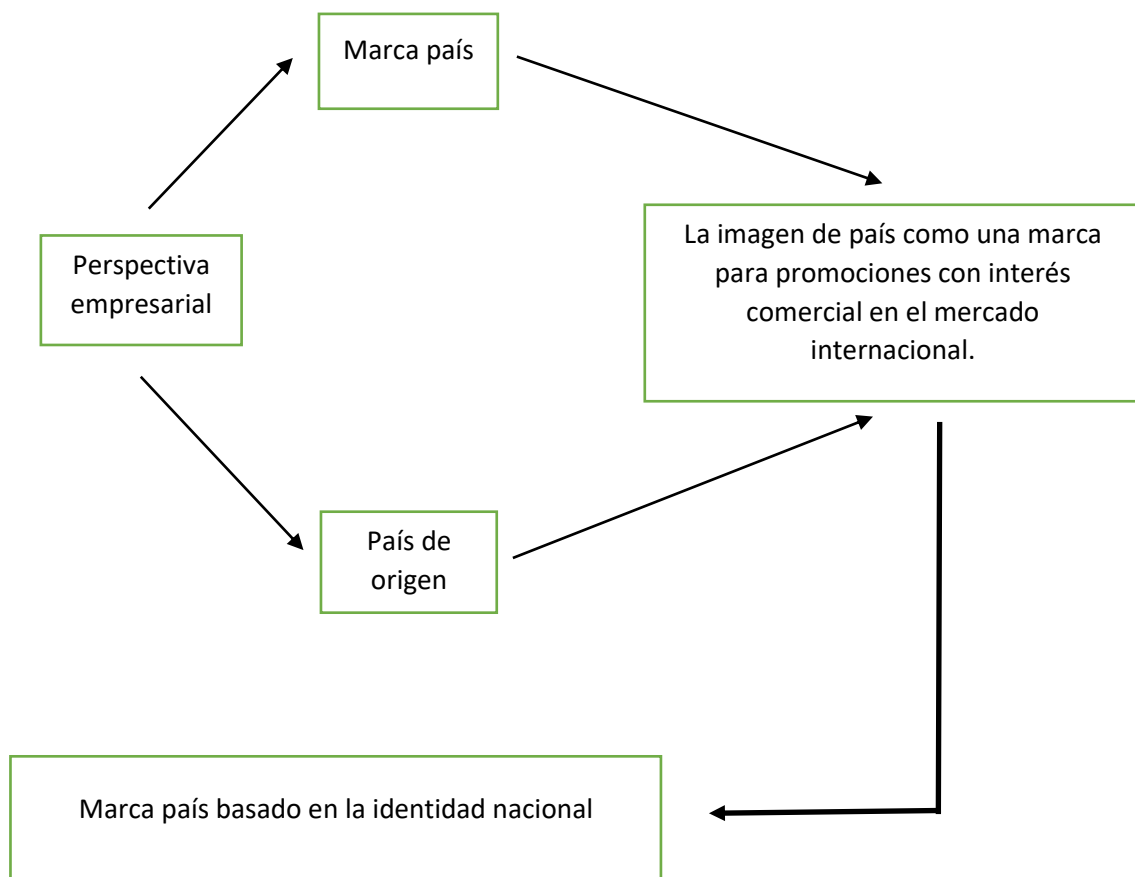 Marca país
Perspectiva
empresarial
La imagen de país como una marca
para promociones con interés
comercial en el mercado
internacional.
País de
origen
Marca país basado en la identidad nacional